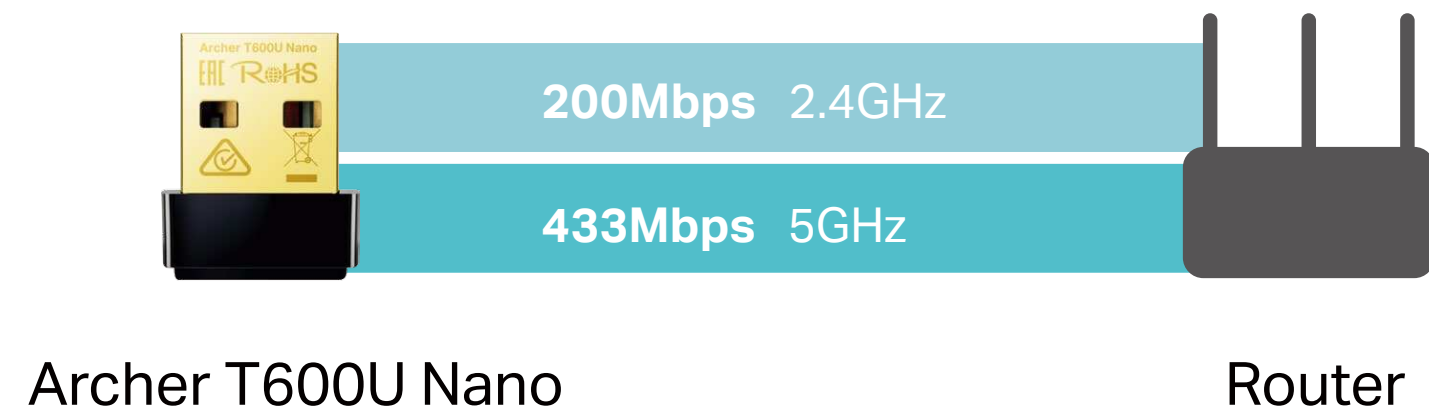 Archer T600U Nano
EAC RoHS
200Mbps 2.4GHz
433Mbps 5GHz
Archer T600U Nano
Router